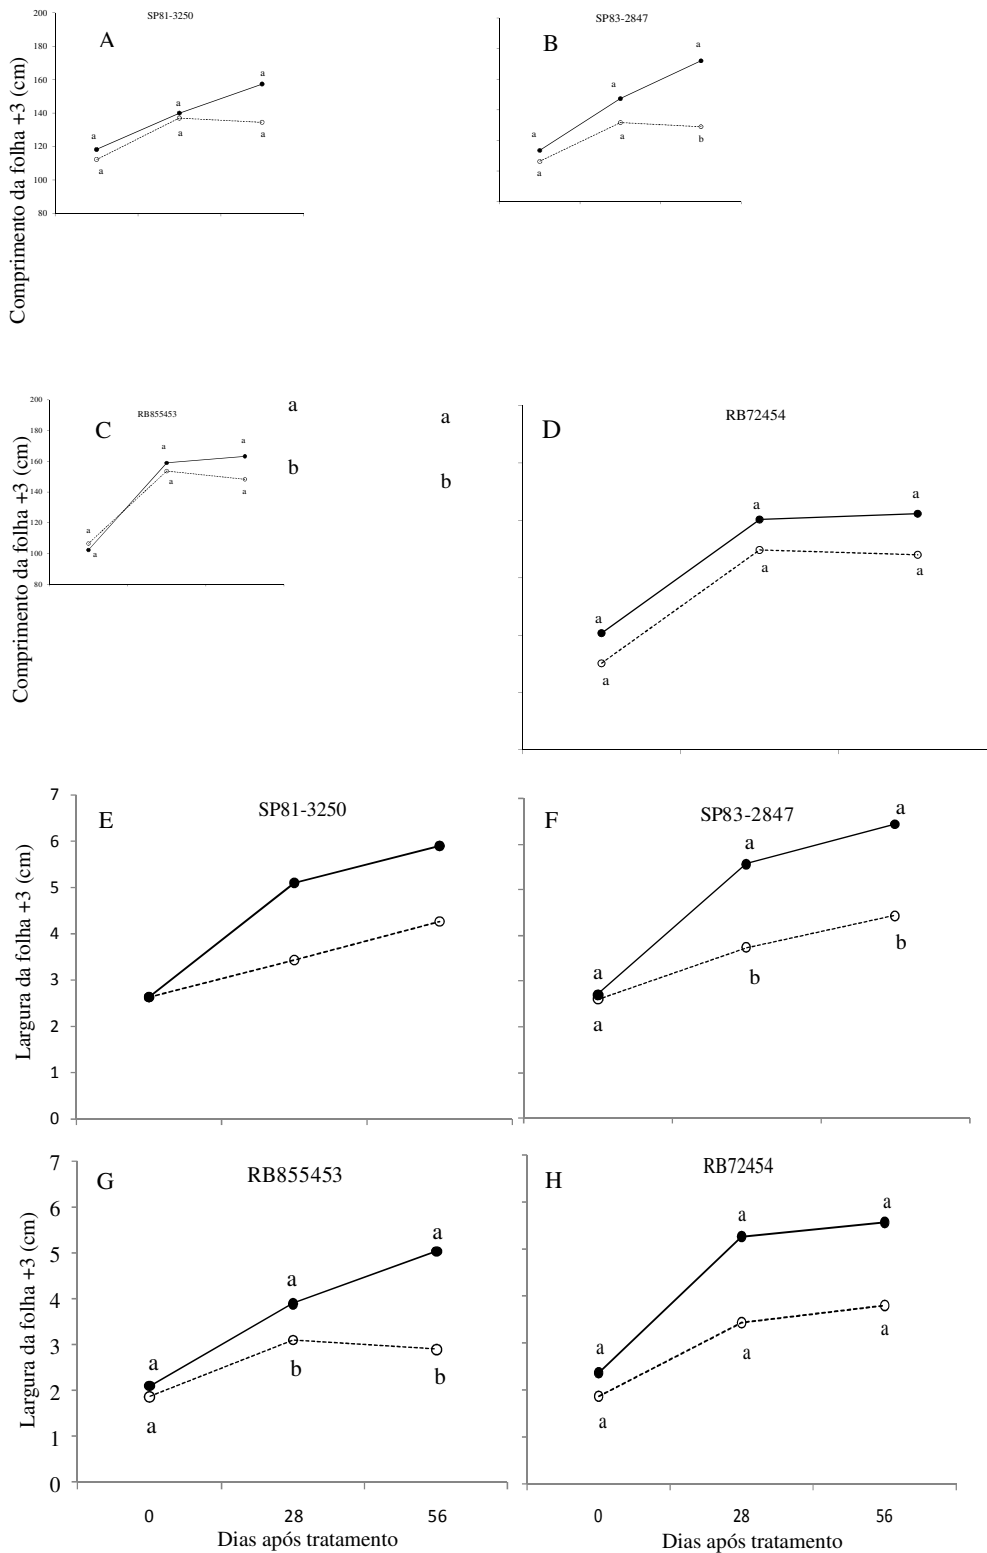 SP81-3250
A
Comprimento da folha +3 (cm)
200
180
160
140
120
100
80
a
a
a
a
a
a
SP83-2847
B
a
a
a
a
a
b
RB855453
C
Comprimento da folha +3 (cm)
200
180
160
140
120
100
80
a
a
a
a
a
a
a
a
b
b
RB72454
D
a
a
a
a
a
a
SP81-3250
E
Largura da folha +3 (cm)
7
6
5
4
3
2
1
0
SP83-2847
F
a
a
a
a
b
b
RB855453
G
Largura da folha +3 (cm)
7
6
5
4
3
2
1
0
a
a
a
a
b
b
0 28 56
Dias após tratamento
RB72454
H
a
a
a
a
a
a
0 28 56
Dias após tratamento